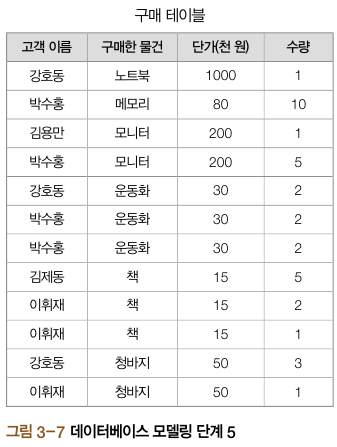 구매 테이블
고객 이름 구매한 물건 단가(천 원) 수량
강호동 노트북 1000 1
박수홍 메모리 80 10
김용만 모니터 200 1
박수홍 모니터 200 5
강호동 운동화 30 2
박수홍 운동화 30 2
박수홍 운동화 30 2
김제동 책 15 5
이휘재 책 15 2
이휘재 책 15 1
강호동 청바지 50 3
이휘재 청바지 50 1
그림 3-7 데이터베이스 모델링 단계 5